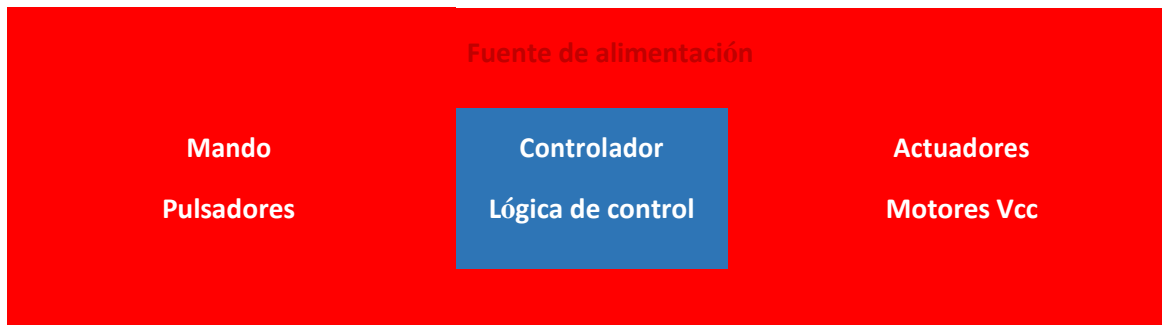 Fuente de alimentación
Mando
Controlador
Actuadores
Pulsadores
Lógica de control
Motores Vcc